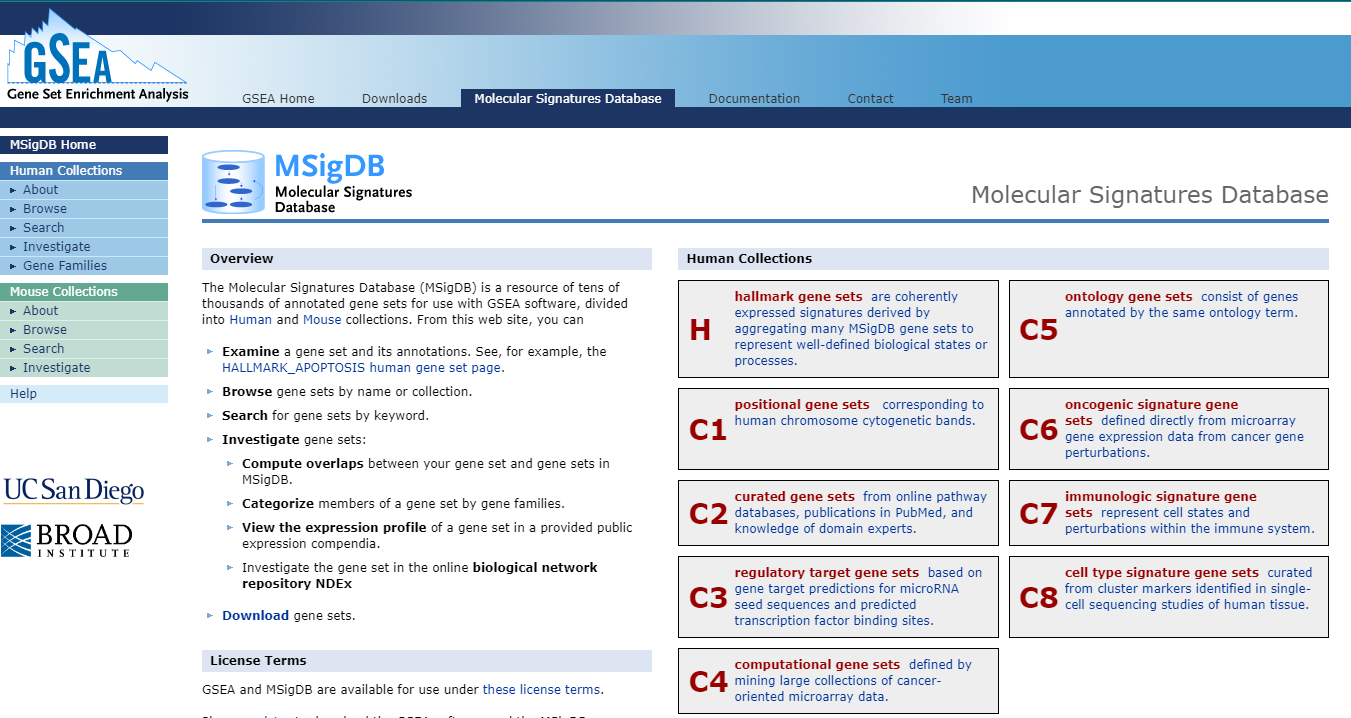 GSEA
Gene Set Enrichment Analysis
GSEA Home
Downloads
Molecular Signatures Database
Documentation
Contact
Team
MSigDB Home
Human Collections
About
Browse
Search
Investigate
Gene Families
Mouse Collections
About
Browse
Search
Investigate
Help
UC San Diego
BROAD
INSTITUTE
MSigDB
Molecular Signatures
Database
Molecular Signatures Database
Overview
The Molecular Signatures Database (MSigDB) is a resource of tens of
thousands of annotated gene sets for use with GSEA software, divided
into Human and Mouse collections. From this web site, you can
Examine a gene set and its annotations. See, for example, the
HALLMARK_APOPTOSIS human gene set page.
Browse gene sets by name or collection.
Search for gene sets by keyword.
Investigate gene sets:
Compute overlaps between your gene set and gene sets in
MSigDB.
Categorize members of a gene set by gene families.
View the expression profile of a gene set in a provided public
expression compendia.
Investigate the gene set in the online biological network
repository NDEx
Download gene sets.
License Terms
GSEA and MSigDB are available for use under these license terms.
Human Collections
H
hallmark gene sets are coherently
expressed signatures derived by
aggregating many MSigDB gene sets to
represent well-defined biological states or
processes.
C1
positional gene sets corresponding to
human chromosome cytogenetic bands.
C2
curated gene sets from online pathway
databases, publications in PubMed, and
knowledge of domain experts.
C3
regulatory target gene sets based on
gene target predictions for microRNA
seed sequences and predicted
transcription factor binding sites.
C4
computational gene sets defined by
mining large collections of cancer-
oriented microarray data.
C5
ontology gene sets consist of genes
annotated by the same ontology term.
C6
oncogenic signature gene
sets defined directly from microarray
gene expression data from cancer gene
perturbations.
C7
immunologic signature gene
sets represent cell states and
perturbations within the immune system.
C8
cell type signature gene sets curated
from cluster markers identified in single-
cell sequencing studies of human tissue.